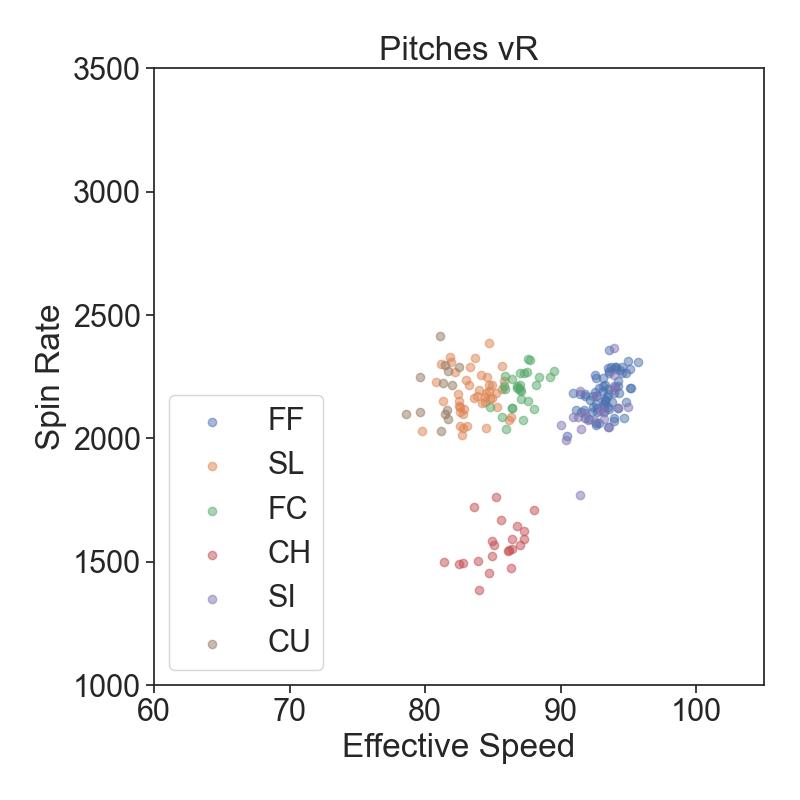 Pitches vR
3500
3000
2500
2000
1500
1000
Spin Rate
FF
SL
FC
CH
SI
CU
60 70 80 90 100
Effective Speed